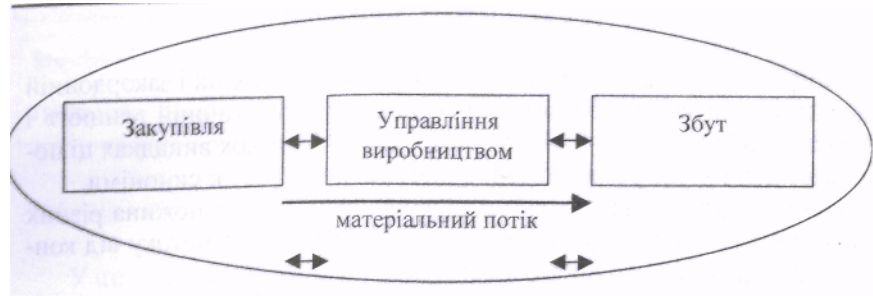 Закупівля
Управління
виробництвом
Збут
матеріальний потік